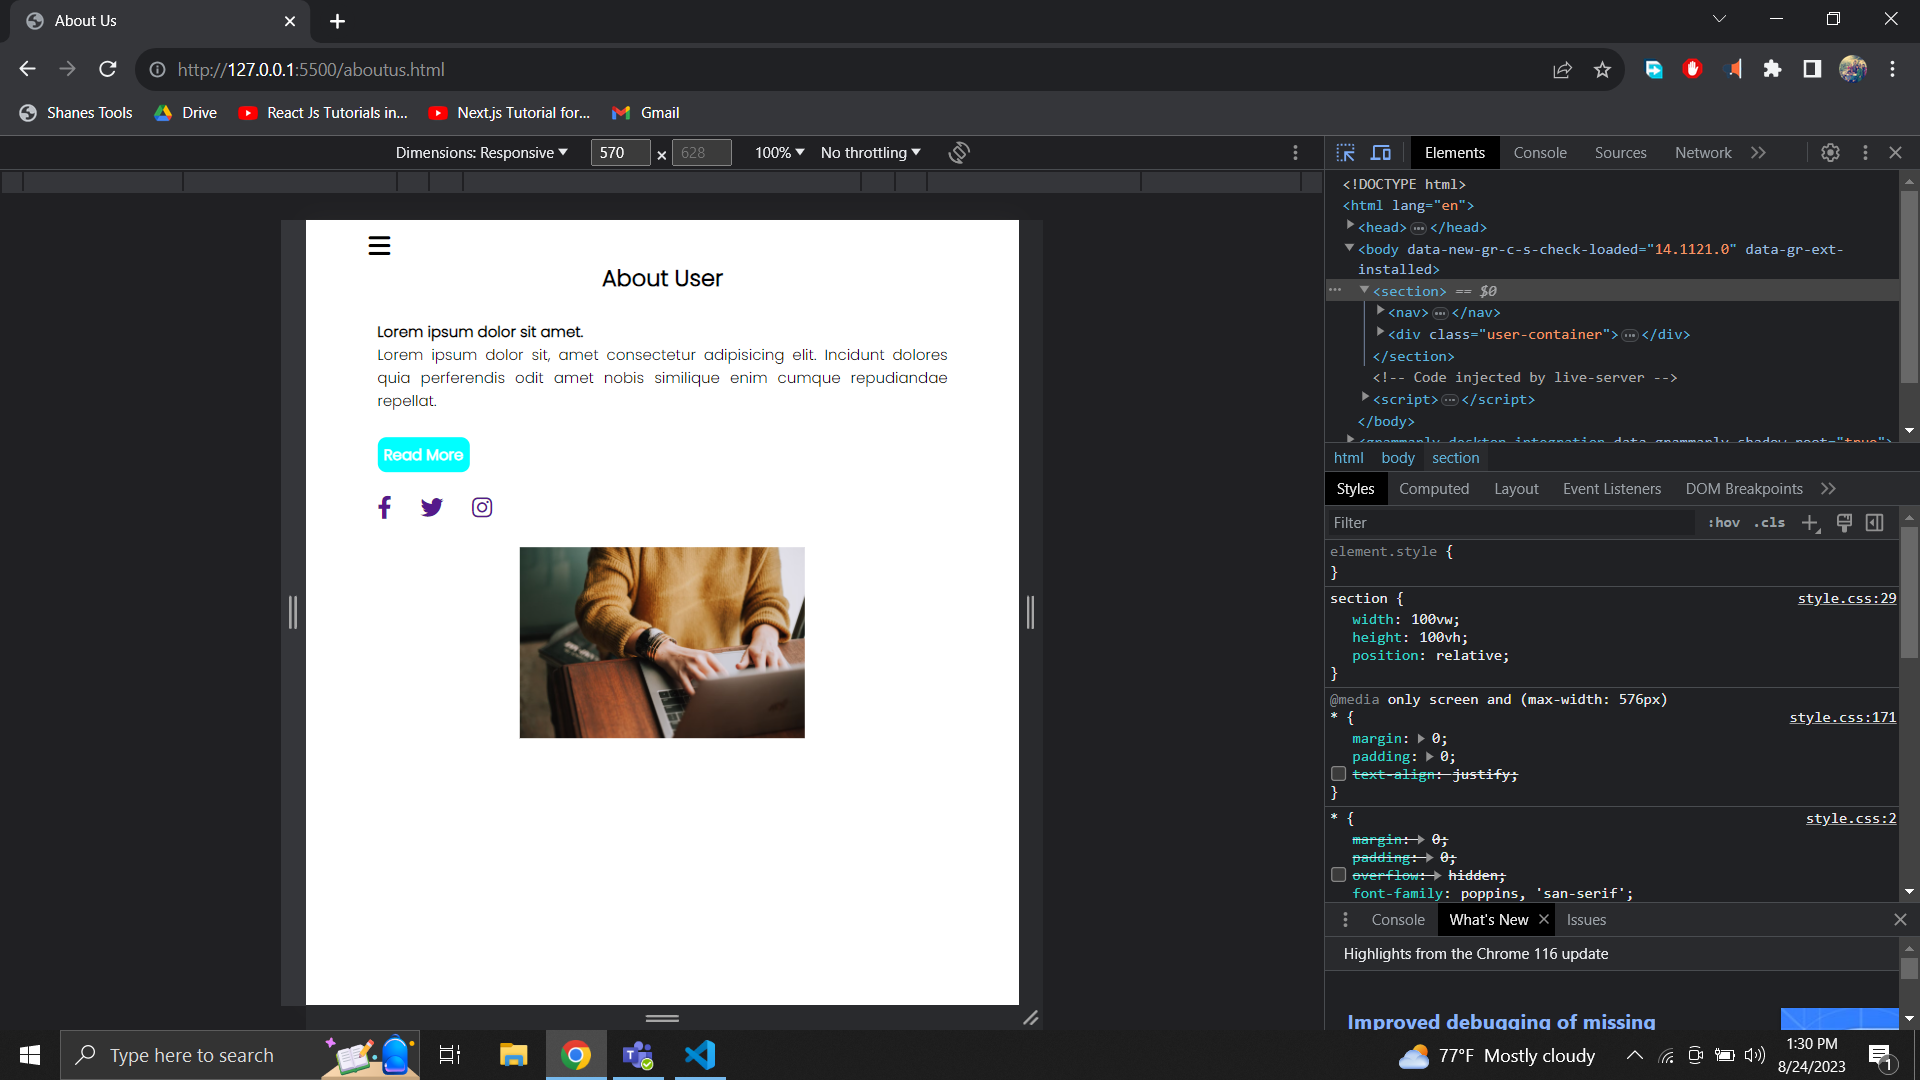 About Us
http://127.0.0.1:5500/aboutus.html
Shanes Tools
Drive
React Js Tutorials in...
Next.js Tutorial for...
Gmail
Dimensions: Responsive
570 × 628
100%
No throttling
Elements
Console
Sources
Network
<!DOCTYPE html>
<html lang="en">
<head> ··· </head>
<body data-new-gr-c-s-check-loaded="14.1121.0" data-gr-ext-
installed>
··· <section> == $0
<nav> ··· </nav>
<div class="user-container"> ··· </div>
</section>
<!-- Code injected by live-server -->
<script> ··· </script>
</body>
<grammarly-desktop-integration data-grammarly-shadow-root="true">
html body section
Styles
Computed
Layout
Event Listeners
DOM Breakpoints
Filter
:hov .cls
element.style {
}
section { style.css:29
width: 100vw;
height: 100vh;
position: relative;
}
@media only screen and (max-width: 576px)
* { style.css:171
margin: 0;
padding: 0;
text-align: justify;
}
* { style.css:2
margin: 0;
padding: 0;
overflow: hidden;
font-family: poppins, 'san-serif';
Console
What's New
Issues
Highlights from the Chrome 116 update
Improved debugging of missing
About User
Lorem ipsum dolor sit amet.
Lorem ipsum dolor sit, amet consectetur adipisicing elit. Incidunt dolores
quia perferendis odit amet nobis similique enim cumque repudiandae
repellat.
Read More
Type here to search
77°F Mostly cloudy
1:30 PM
8/24/2023
1